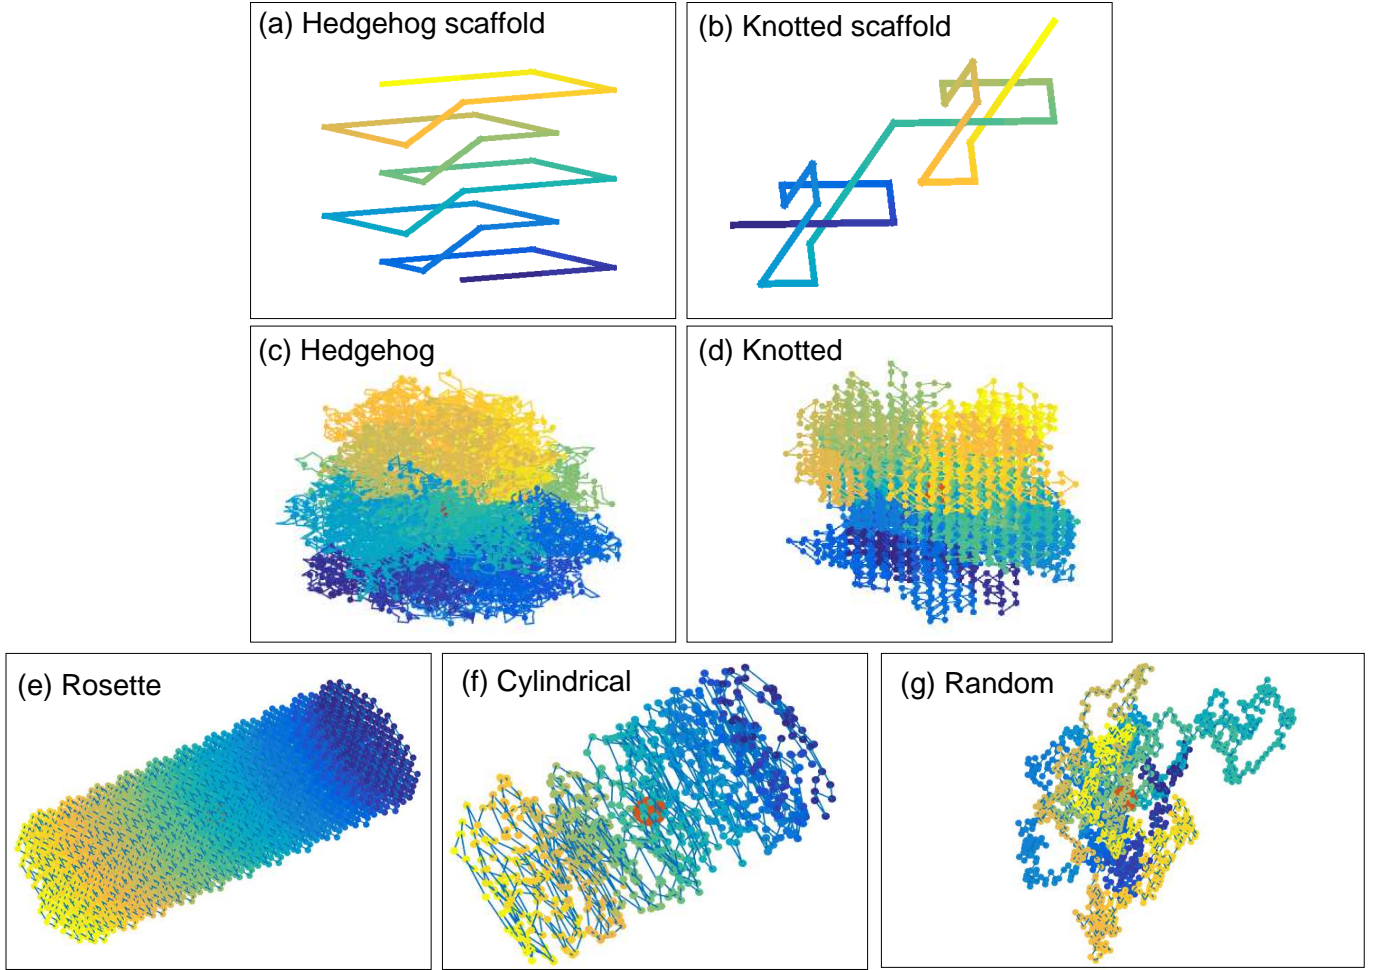 (a) Hedgehog scaffold
(b) Knotted scaffold
(c) Hedgehog
(d) Knotted
(e) Rosette
(f) Cylindrical
(g) Random